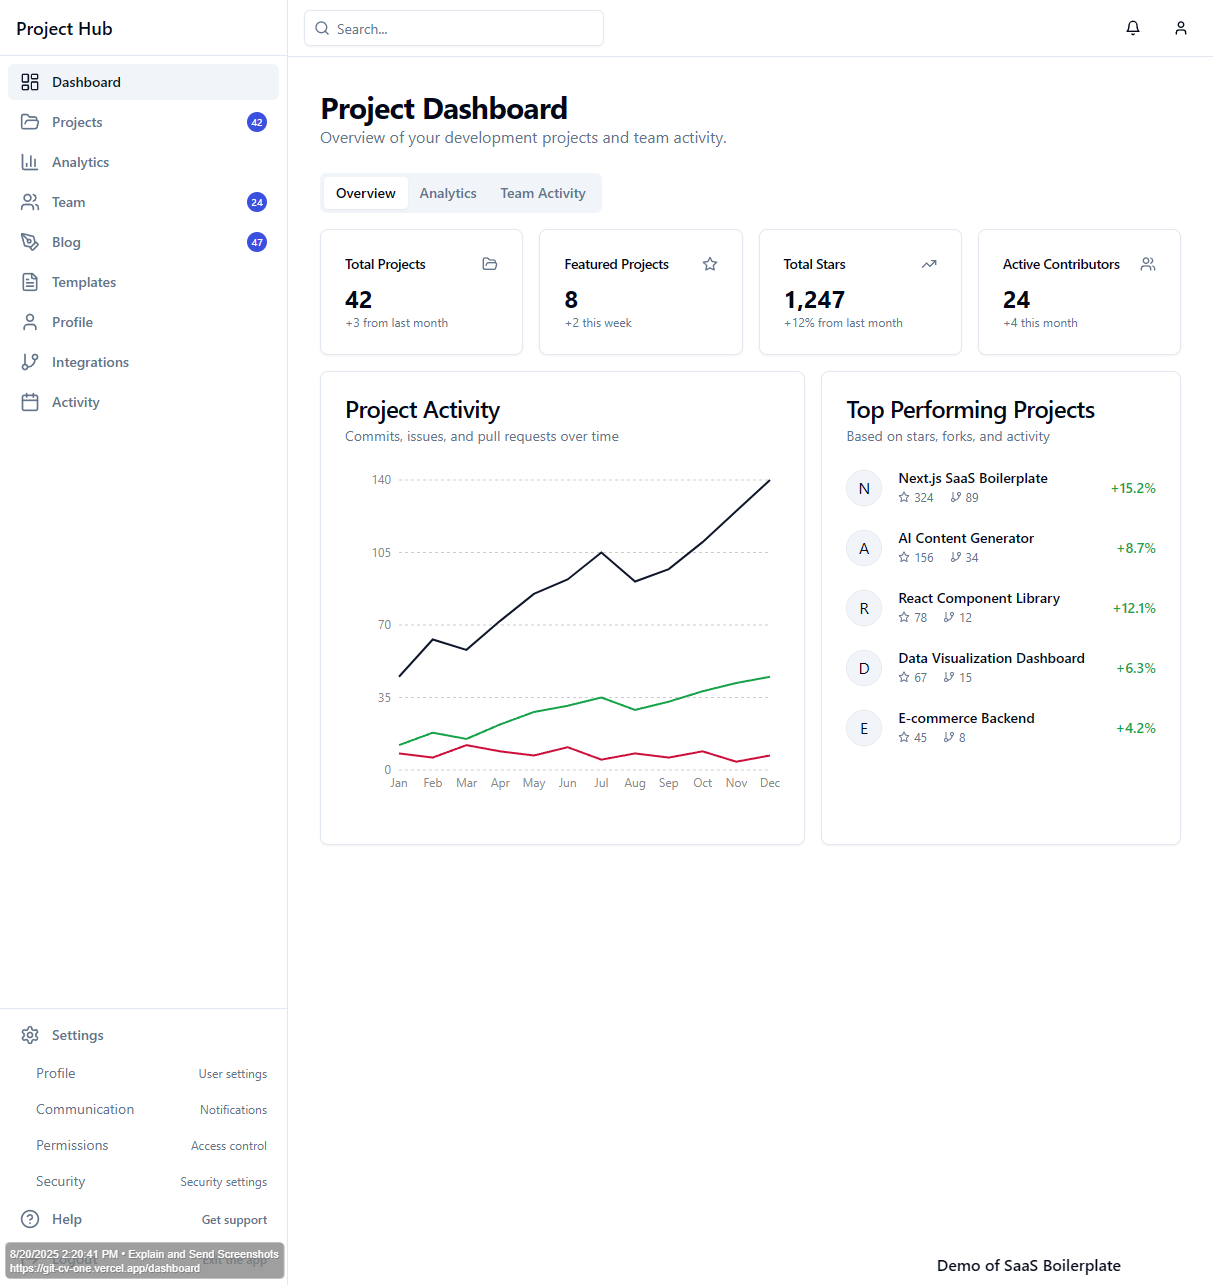 Project Hub
Search...
Dashboard
Projects 42
Analytics
Team 24
Blog 47
Templates
Profile
Integrations
Activity
Project Dashboard
Overview of your development projects and team activity.
Overview Analytics Team Activity
Total Projects
42
+3 from last month
Featured Projects
8
+2 this week
Total Stars
1,247
+12% from last month
Active Contributors
24
+4 this month
Project Activity
Commits, issues, and pull requests over time
140
105
70
35
0
Jan Feb Mar Apr May Jun Jul Aug Sep Oct Nov Dec
Top Performing Projects
Based on stars, forks, and activity
N Next.js SaaS Boilerplate
324 89
+15.2%
A AI Content Generator
156 34
+8.7%
R React Component Library
78 12
+12.1%
D Data Visualization Dashboard
67 15
+6.3%
E E-commerce Backend
45 8
+4.2%
Settings
Profile User settings
Communication Notifications
Permissions Access control
Security Security settings
Help Get support
Logout Exit the app
8/20/2025 2:20:41 PM • Explain and Send Screenshots
https://git-cv-one.vercel.app/dashboard
Demo of SaaS Boilerplate